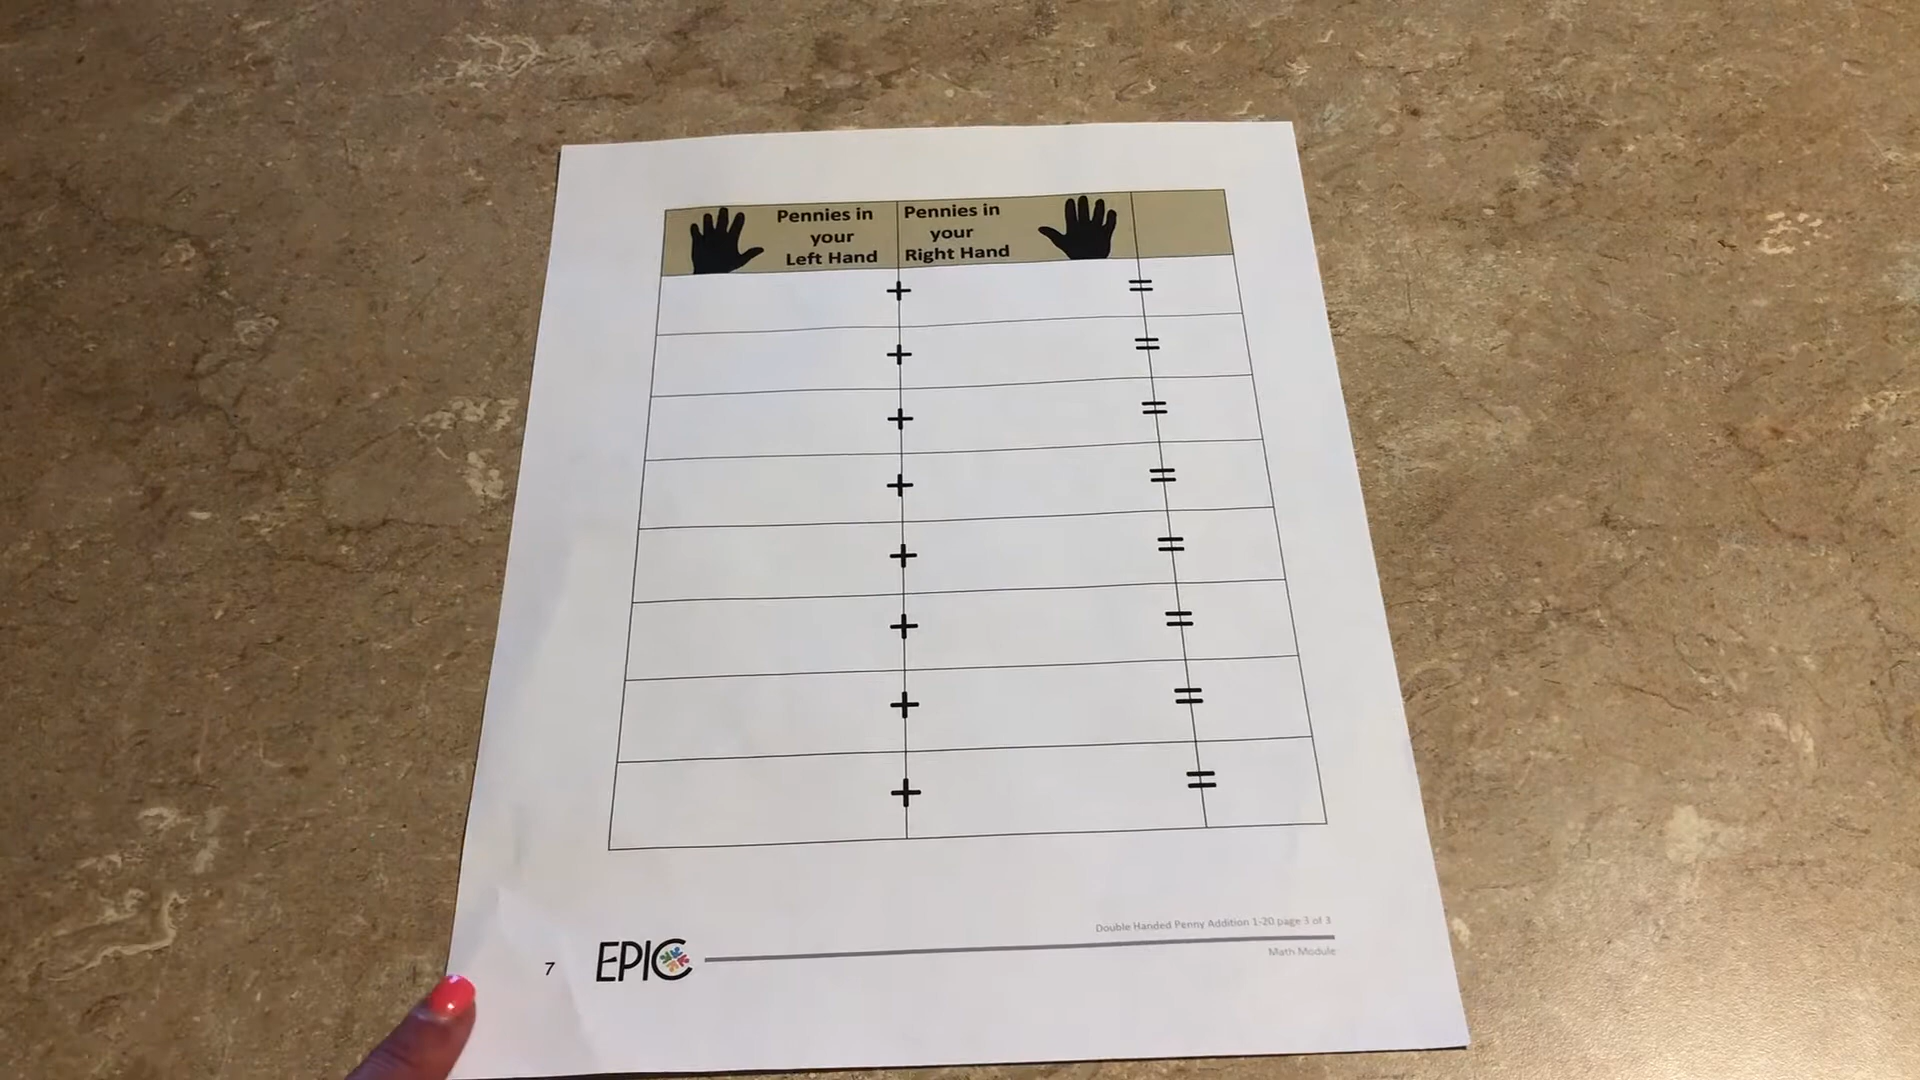 Pennies in
your
Left Hand
Pennies in
your
Right Hand
+ =
+ =
+ =
+ =
+ =
+ =
+ =
+ =
Double Handed Penny Addition 1-20 page 3 of 3
7 EPIC
Math Module